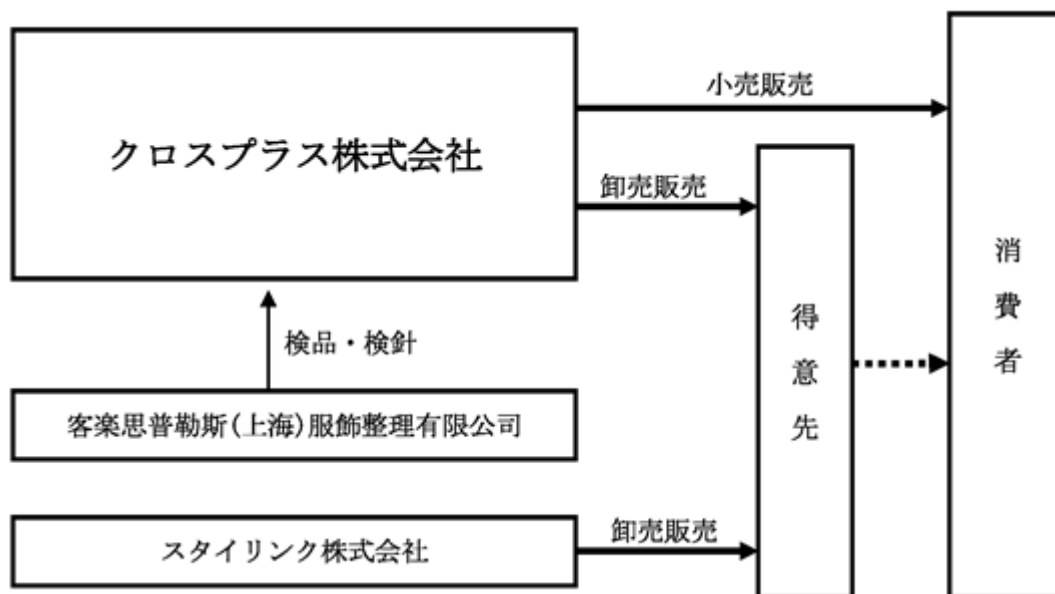 クロスプラス株式会社
小売販売
卸売販売
検品・検針
客楽思普勒斯(上海)服飾整理有限公司
スタイリンク株式会社
卸売販売
得意先
消費者